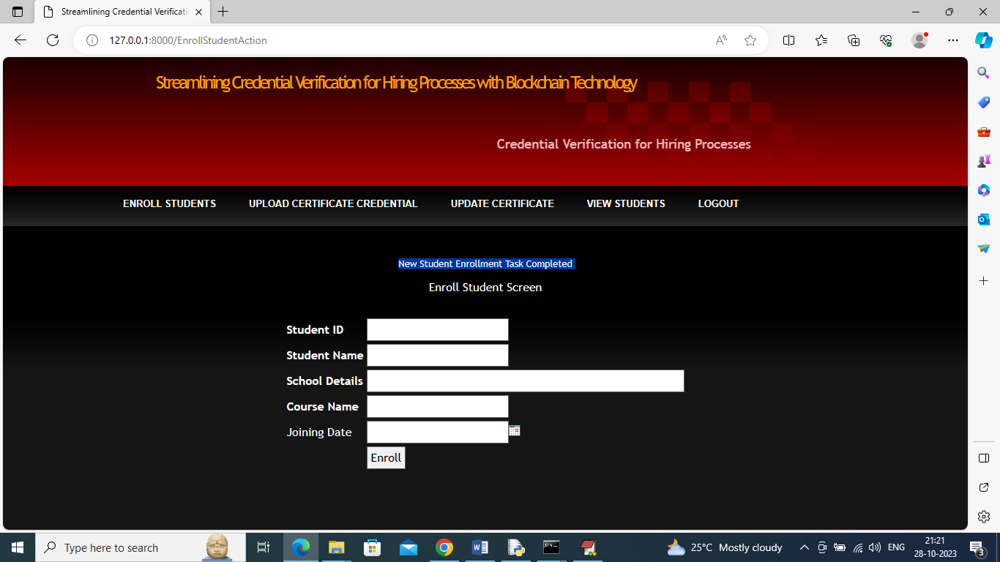 Streamlining Credential Verificati
127.0.0.1:8000/EnrollStudentAction
Streamlining Credential Verification for Hiring Processes with Blockchain Technology
Credential Verification for Hiring Processes
ENROLL STUDENTS UPLOAD CERTIFICATE CREDENTIAL UPDATE CERTIFICATE VIEW STUDENTS LOGOUT
New Student Enrollment Task Completed
Enroll Student Screen
Student ID
Student Name
School Details
Course Name
Joining Date
Enroll
Type here to search
25°C Mostly cloudy
ENG
21:21
28-10-2023
3